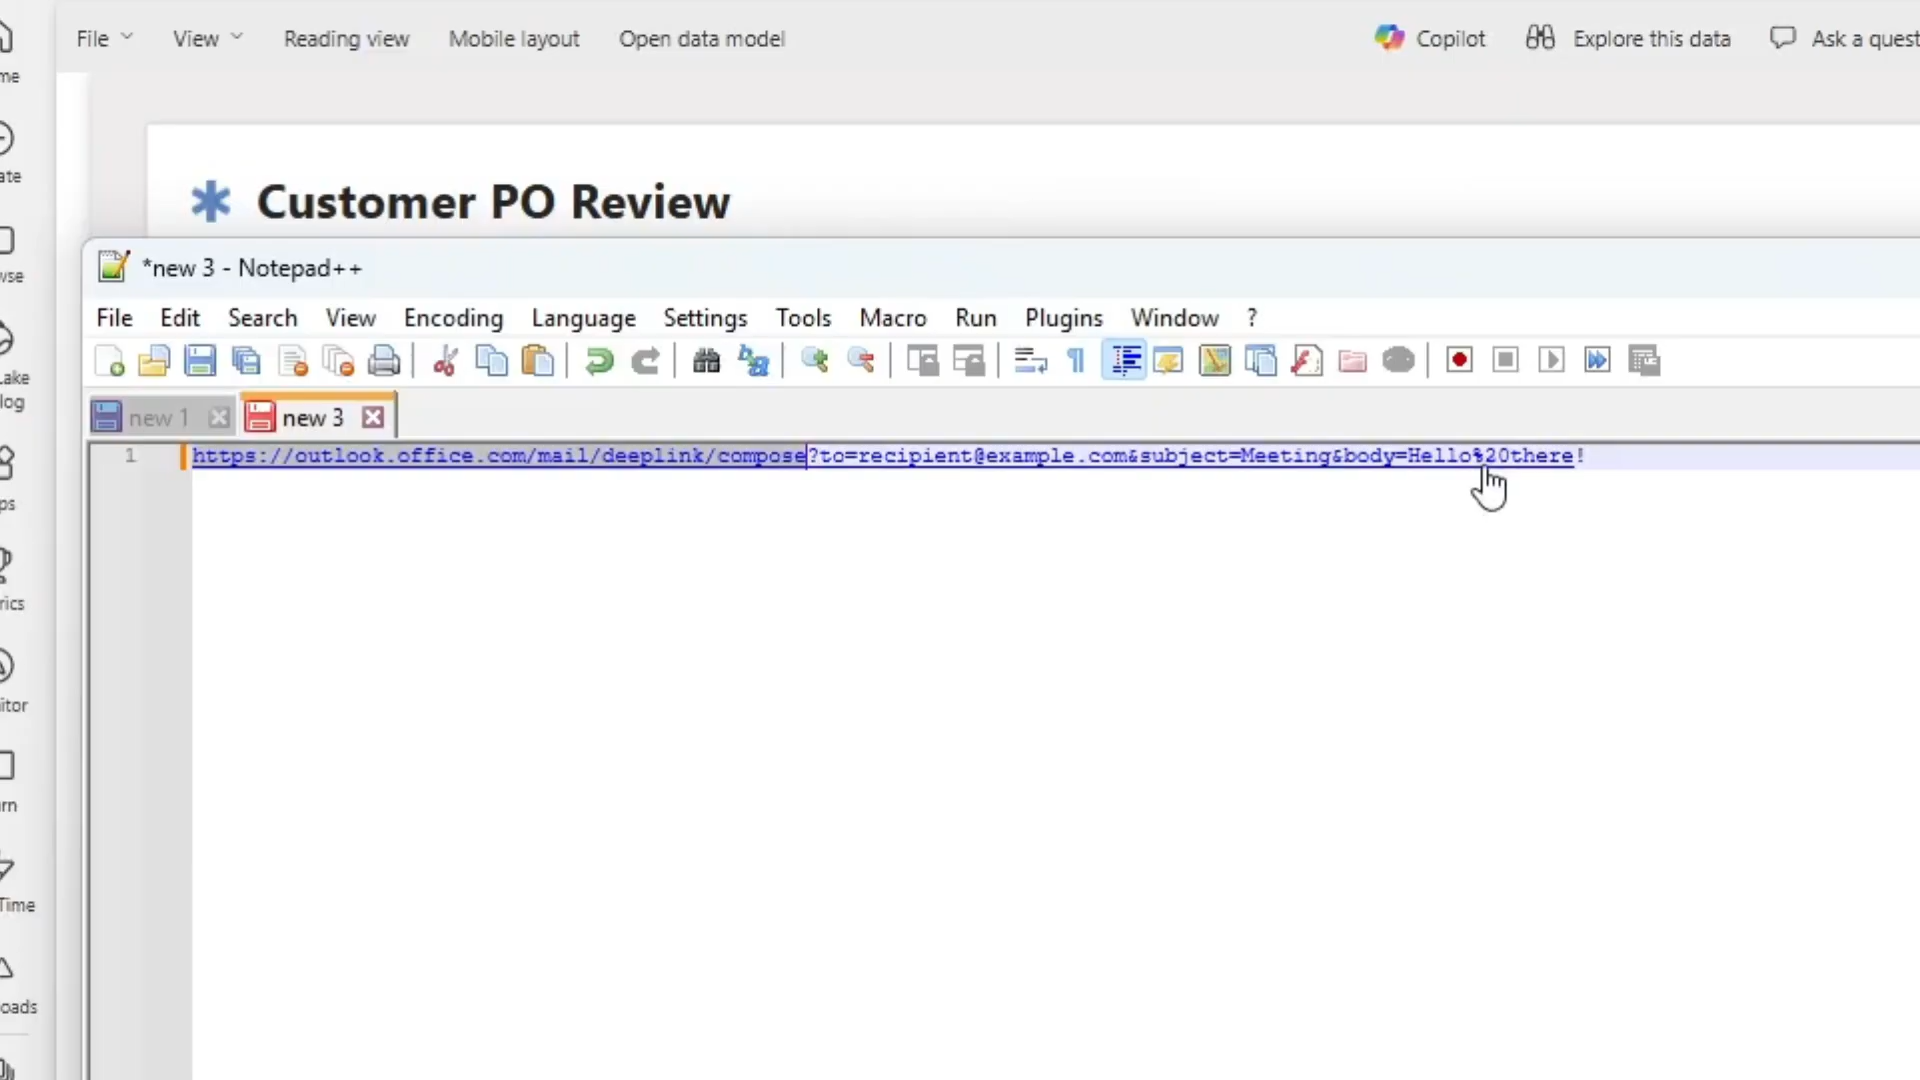 File View Reading view Mobile layout Open data model Copilot Explore this data Ask a quest
me
ate
Customer PO Review
wse
*new 3 - Notepad++
File Edit Search View Encoding Language Settings Tools Macro Run Plugins Window ?
Lake
log
new 1 new 3
1 https://outlook.office.com/mail/deeplink/compose?to=recipient@example.com&subject=Meeting&body=Hello%20there!
ps
rics
itor
rn
Time
oads